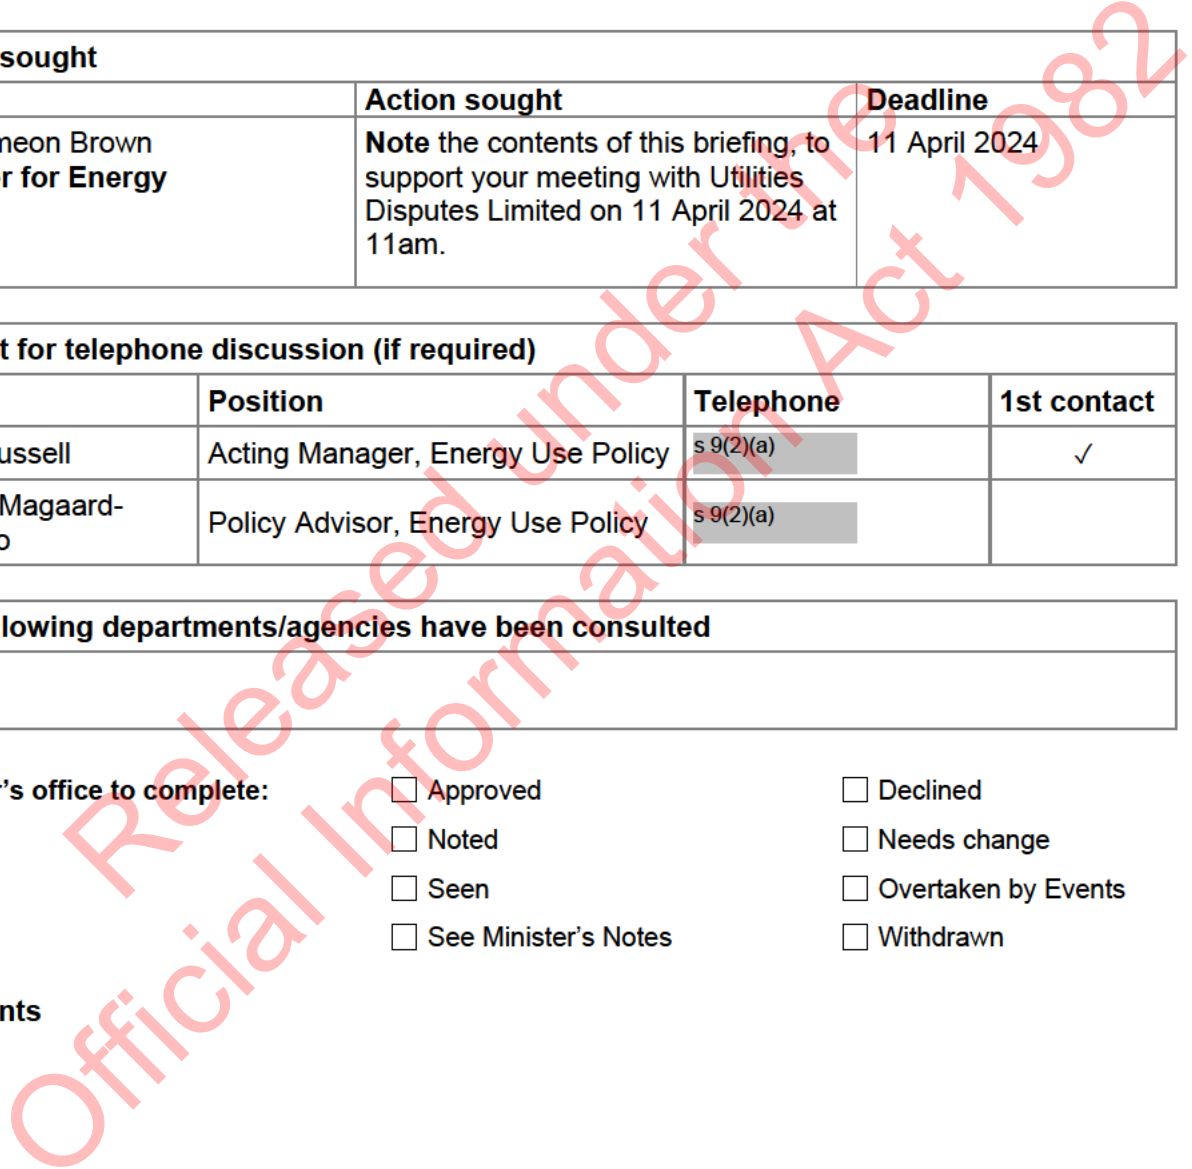 sought
Action sought Deadline
meon Brown Note the contents of this briefing, to 11 April 2024
r for Energy support your meeting with Utilities
Disputes Limited on 11 April 2024 at
11am.
t for telephone discussion (if required)
Position Telephone 1st contact
ussell Acting Manager, Energy Use Policy s 9(2)(a) ✓
Magaard-
o Policy Advisor, Energy Use Policy s 9(2)(a)
lowing departments/agencies have been consulted
r's office to complete: Approved Declined
Noted Needs change
Seen Overtaken by Events
See Minister's Notes Withdrawn
nts
Released under the
Official Information Act 1982